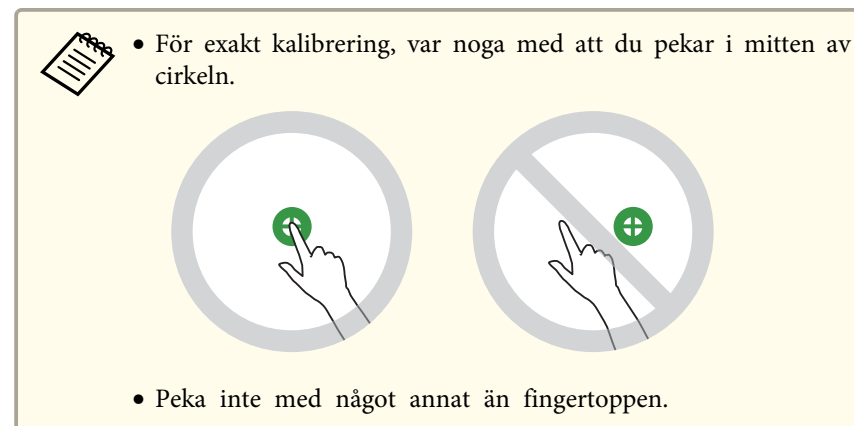 • För exakt kalibrering, var noga med att du pekar i mitten av
cirkeln.
• Peka inte med något annat än fingertoppen.